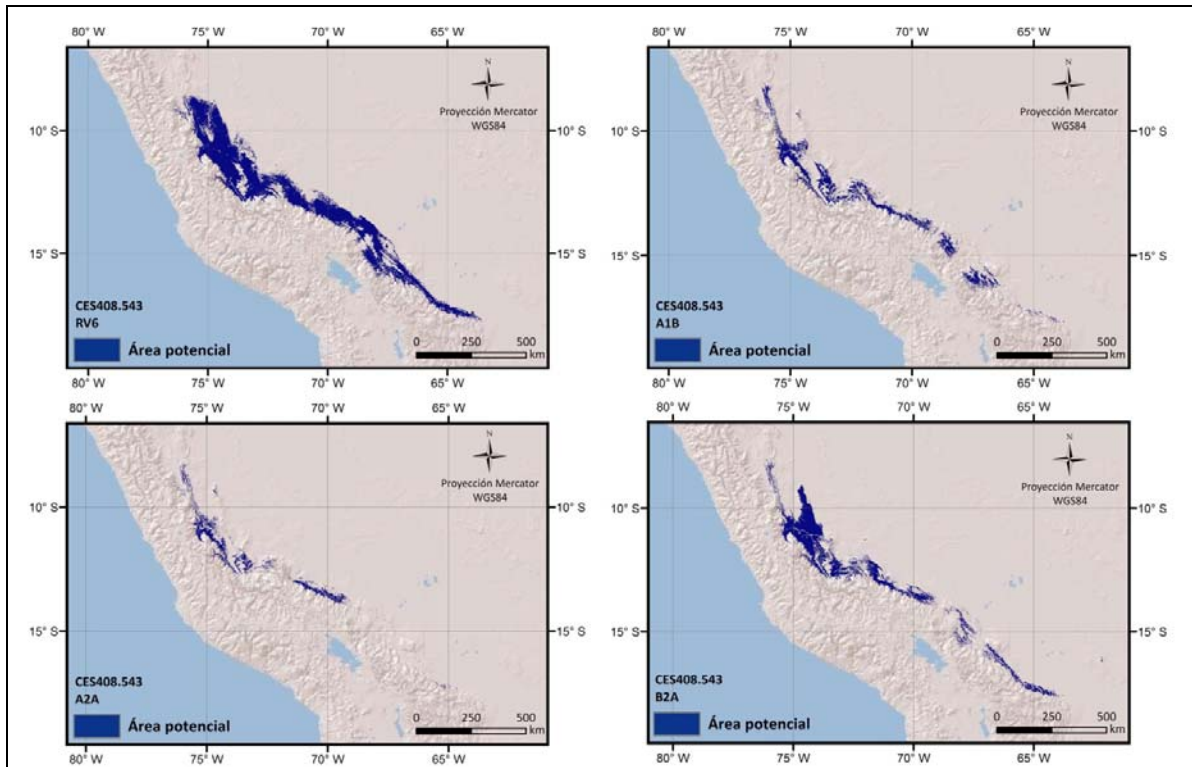 80° W 75° W 70° W 65° W
N
Proyección Mercator
WGS84
10° S 10° S
15° S 15° S
CES408.543
RV6
Área potencial
0 250 500
km
80° W 75° W 70° W 65° W
80° W 75° W 70° W 65° W
N
Proyección Mercator
WGS84
10° S 10° S
15° S 15° S
CES408.543
A1B
Área potencial
0 250 500
km
80° W 75° W 70° W 65° W
80° W 75° W 70° W 65° W
N
Proyección Mercator
WGS84
10° S 10° S
15° S 15° S
CES408.543
A2A
Área potencial
0 250 500
km
80° W 75° W 70° W 65° W
80° W 75° W 70° W 65° W
N
Proyección Mercator
WGS84
10° S 10° S
15° S 15° S
CES408.543
B2A
Área potencial
0 250 500
km
80° W 75° W 70° W 65° W